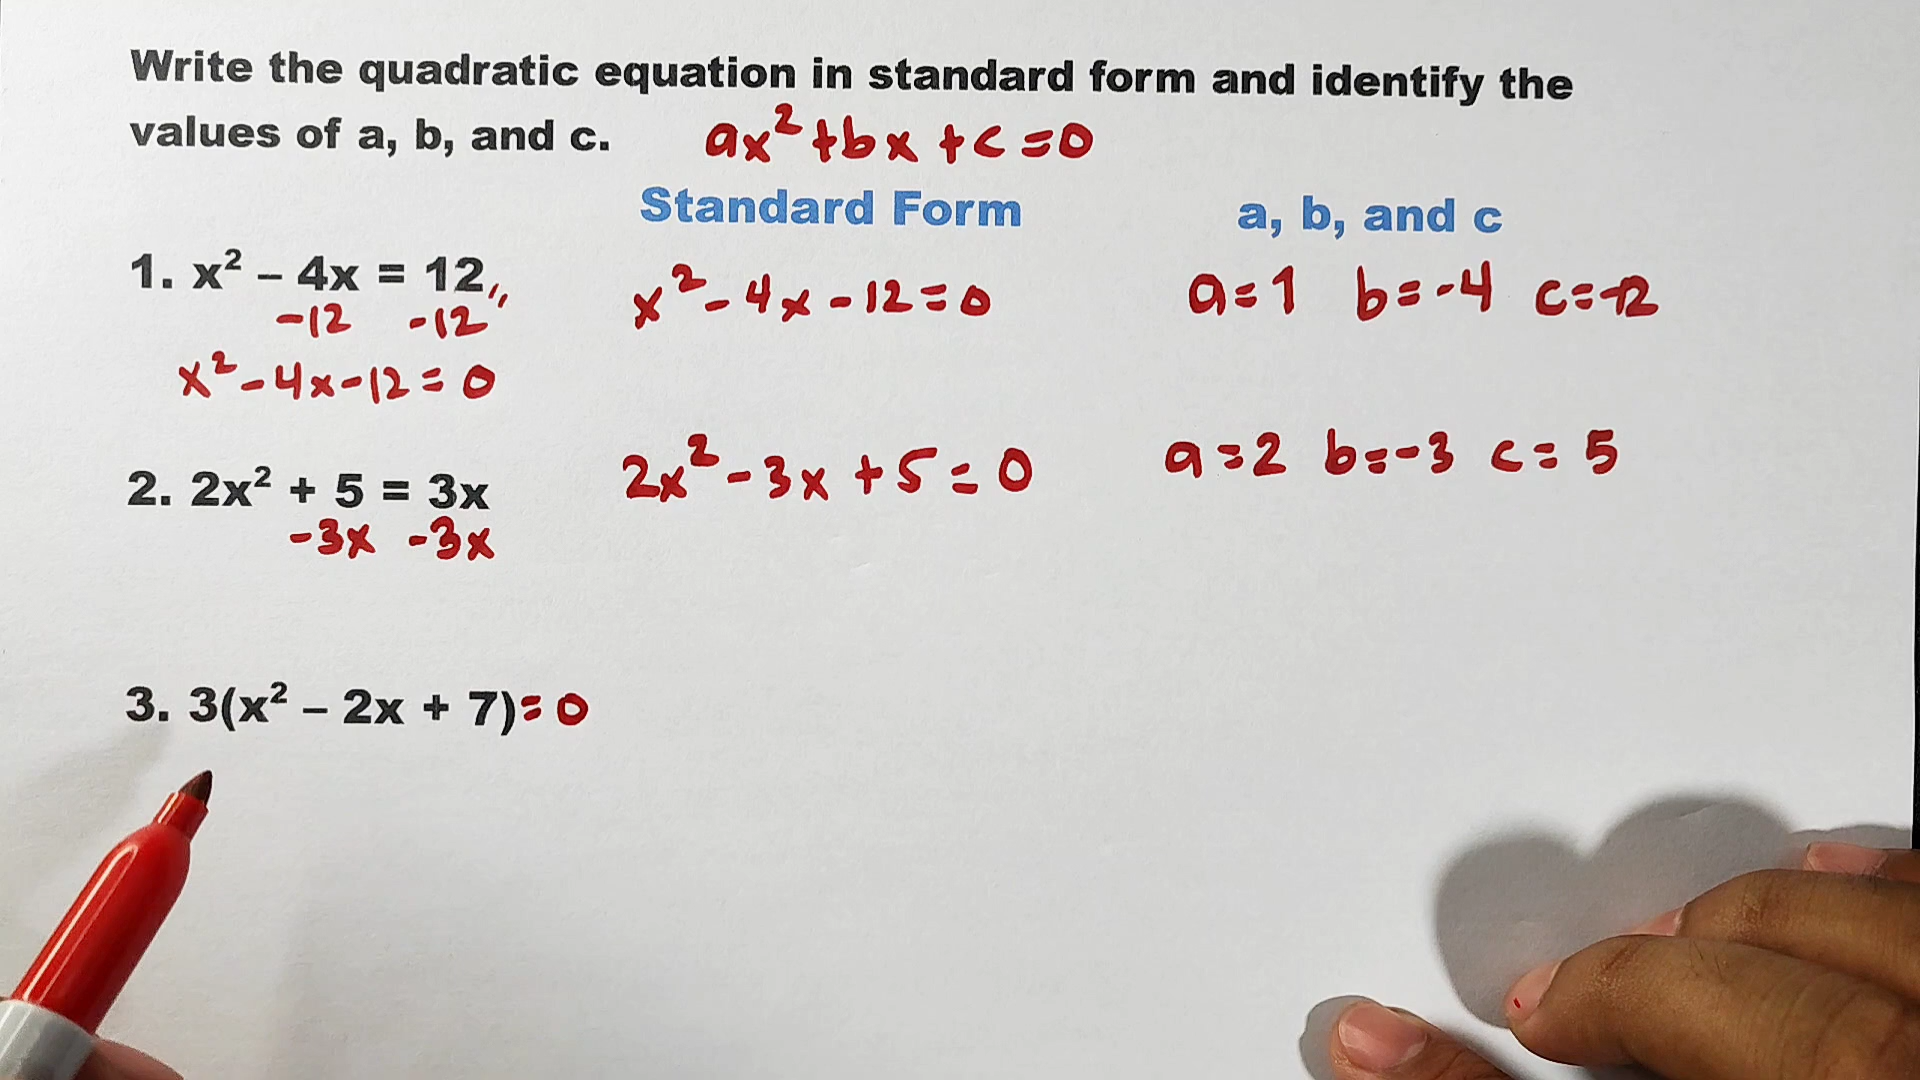 Write the quadratic equation in standard form and identify the
values of a, b, and c. ax² + bx + c = 0
Standard Form a, b, and c
1. x² – 4x = 12,, x² - 4x - 12 = 0 a = 1 b = -4 c = -12
-12 -12
x² - 4x - 12 = 0
2. 2x² + 5 = 3x 2x² - 3x + 5 = 0 a = 2 b = -3 c = 5
-3x -3x
3. 3(x² – 2x + 7) = 0